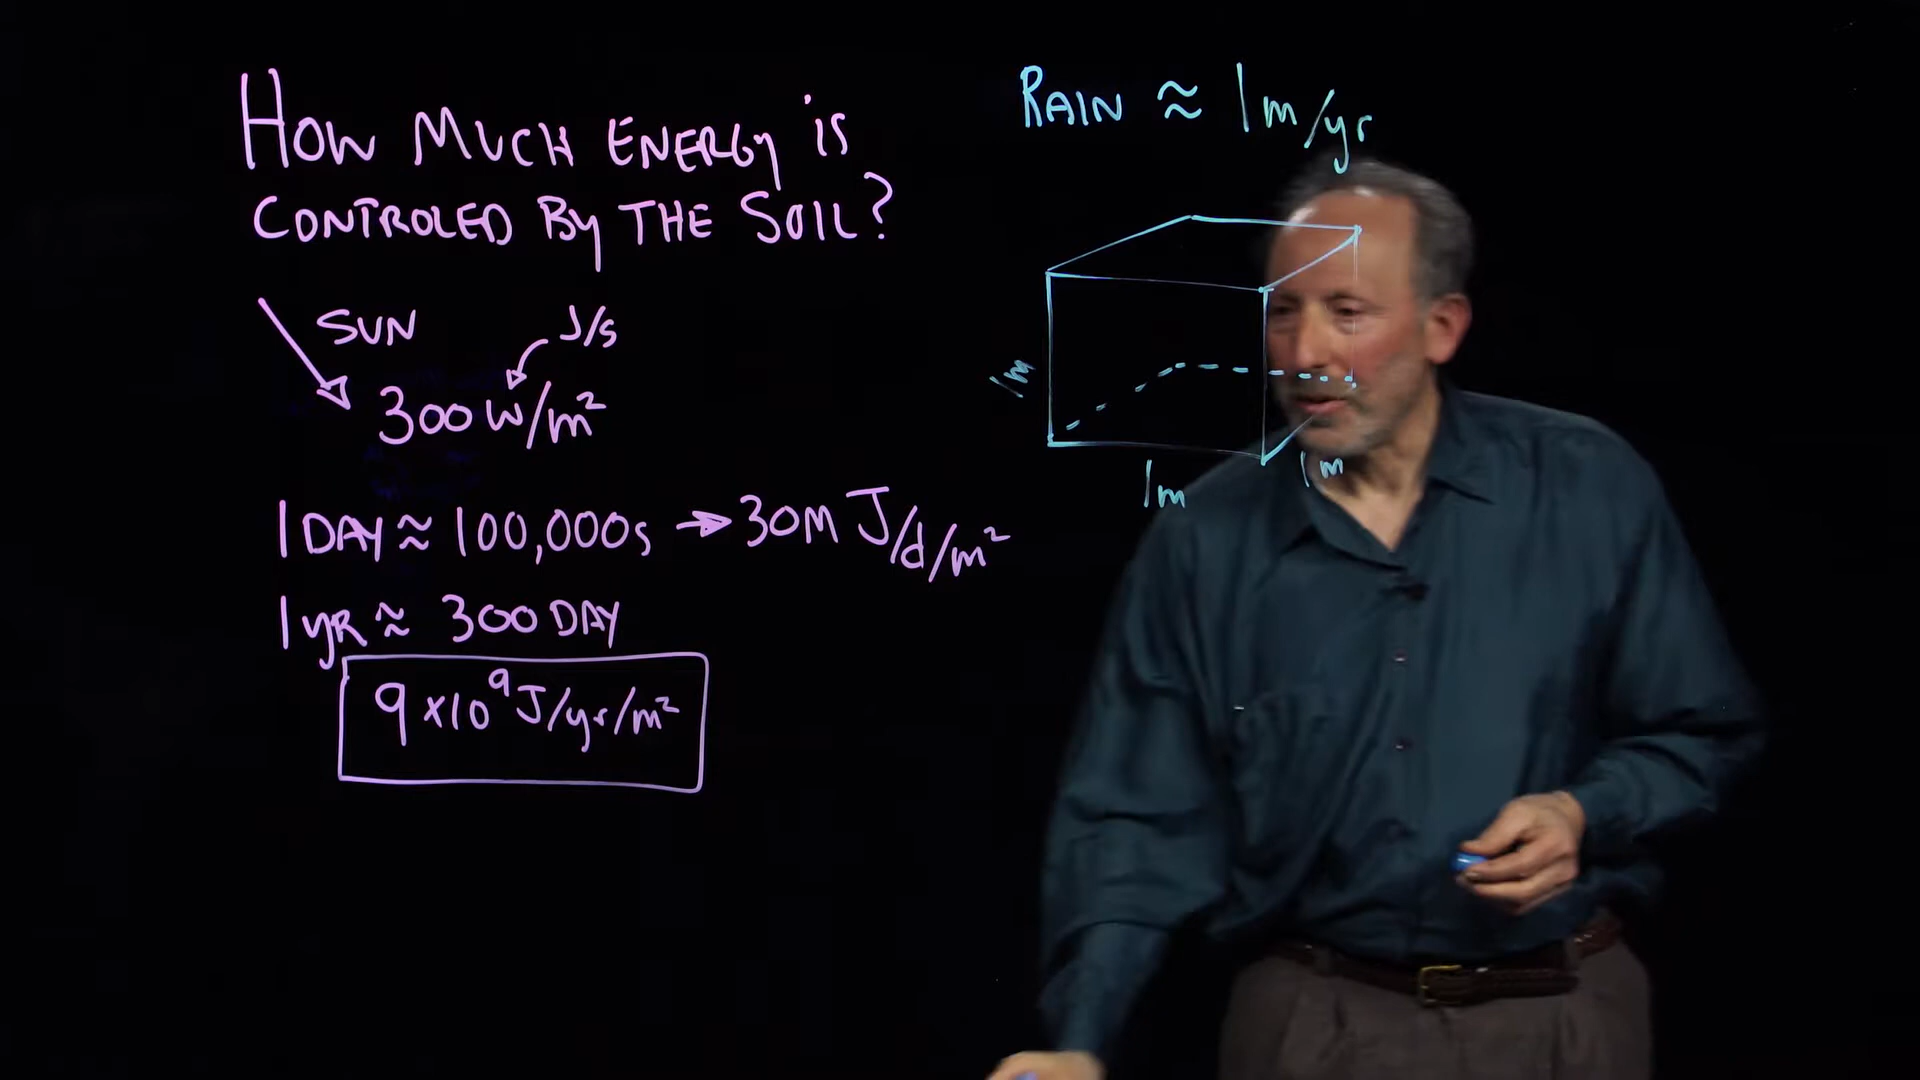 HOW MUCH ENERGY is
CONTROLED By THE SOIL?
SUN
J/s
300 W/m²
1 DAY ≈ 100,000s → 30M J/d/m²
1 yR ≈ 300 DAY
9 ×10⁹ J/yr/m²
RAIN ≈ 1m/yr
1m
1m
1m